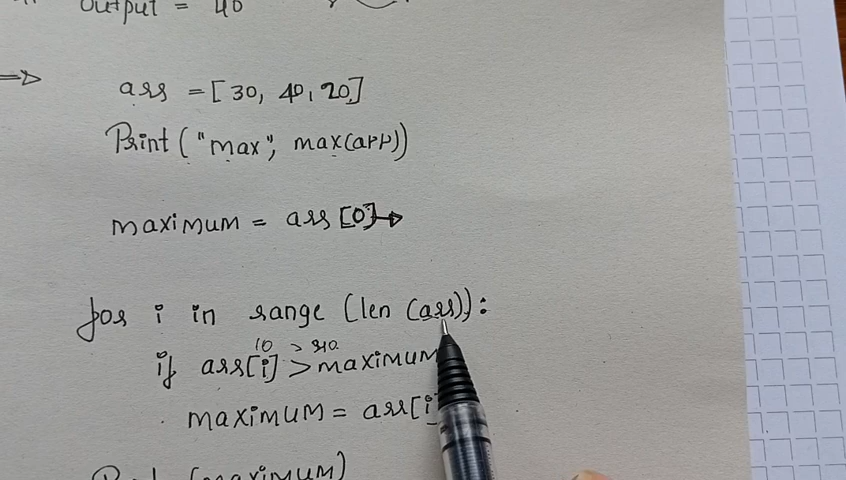 Output = 40
⇒ arr = [30, 40, 20]
Print ("max", max(arr))
maximum = arr [0]→
for i in range (len (arr)):
10 >
if arr[i] > maximum
maximum = arr[i]
Print (maximum)